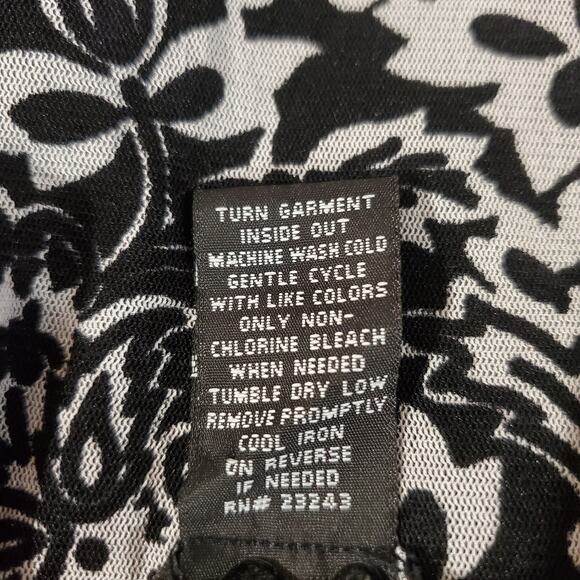 TURN GARMENT
INSIDE OUT
MACHINE WASH COLD
GENTLE CYCLE
WITH LIKE COLORS
ONLY NON-
CHLORINE BLEACH
WHEN NEEDED
TUMBLE DRY LOW
REMOVE PROMPTLY
COOL IRON
ON REVERSE
IF NEEDED
RN# 23243